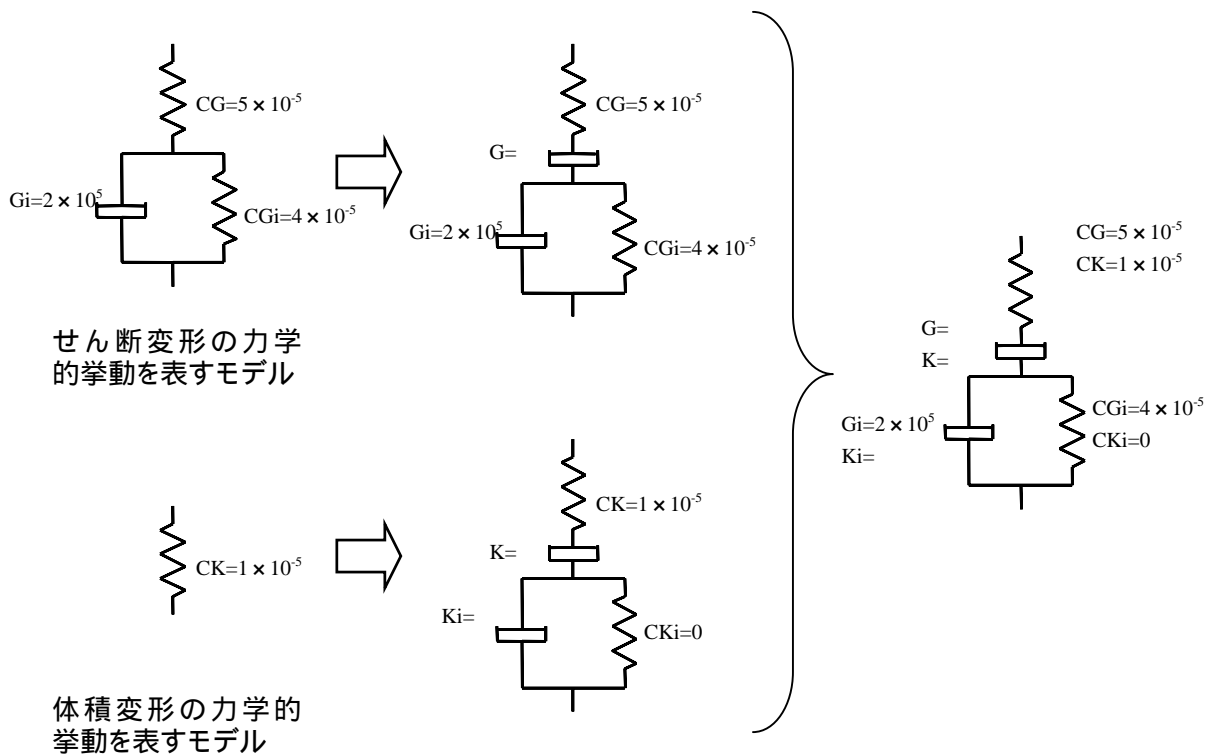 CG=5×10⁻⁵
Gi=2×10⁵
CGi=4×10⁻⁵
せん断変形の力学
的挙動を表すモデル
CG=5×10⁻⁵
G=
Gi=2×10⁵
CGi=4×10⁻⁵
CK=1×10⁻⁵
体積変形の力学的
挙動を表すモデル
CK=1×10⁻⁵
K=
Ki=
CKi=0
CG=5×10⁻⁵
CK=1×10⁻⁵
G=
K=
Gi=2×10⁵
Ki=
CGi=4×10⁻⁵
CKi=0